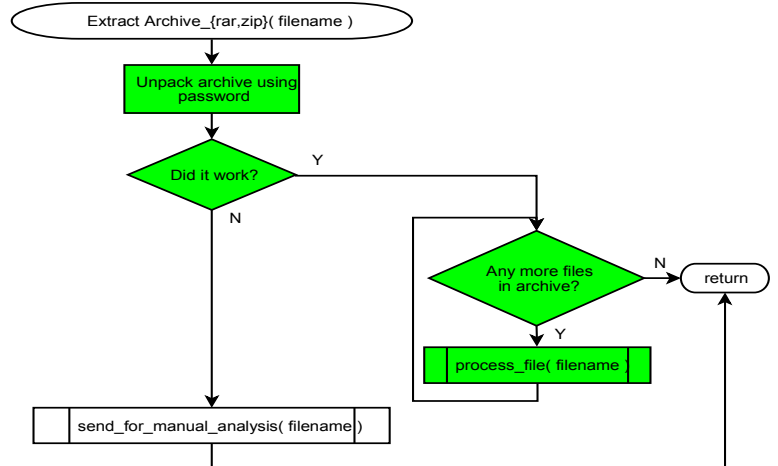 Extract Archive_{rar,zip}( filename )
Unpack archive using
password
Did it work?
Y
N
Any more files
in archive?
N
return
Y
process_file( filename )
send_for_manual_analysis( filename )